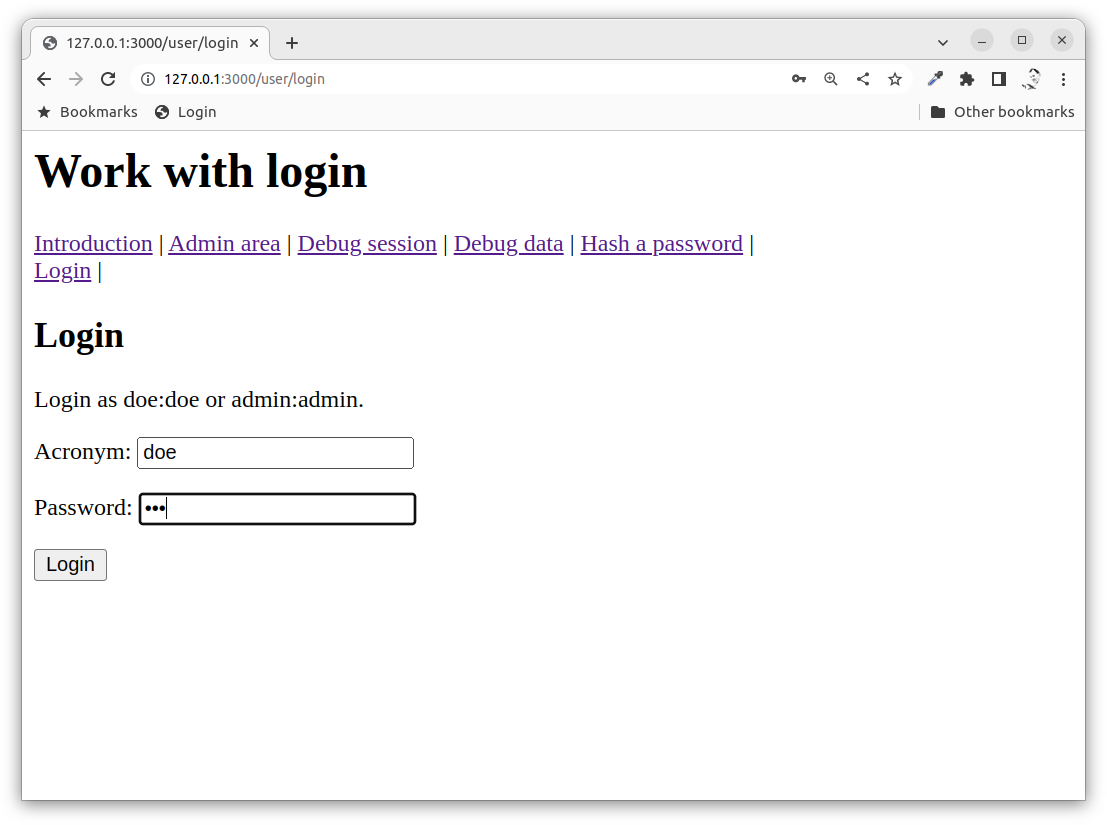 127.0.0.1:3000/user/login
127.0.0.1:3000/user/login
Bookmarks Login Other bookmarks
Work with login
Introduction | Admin area | Debug session | Debug data | Hash a password |
Login |
Login
Login as doe:doe or admin:admin.
Acronym: doe
Password: •••
Login